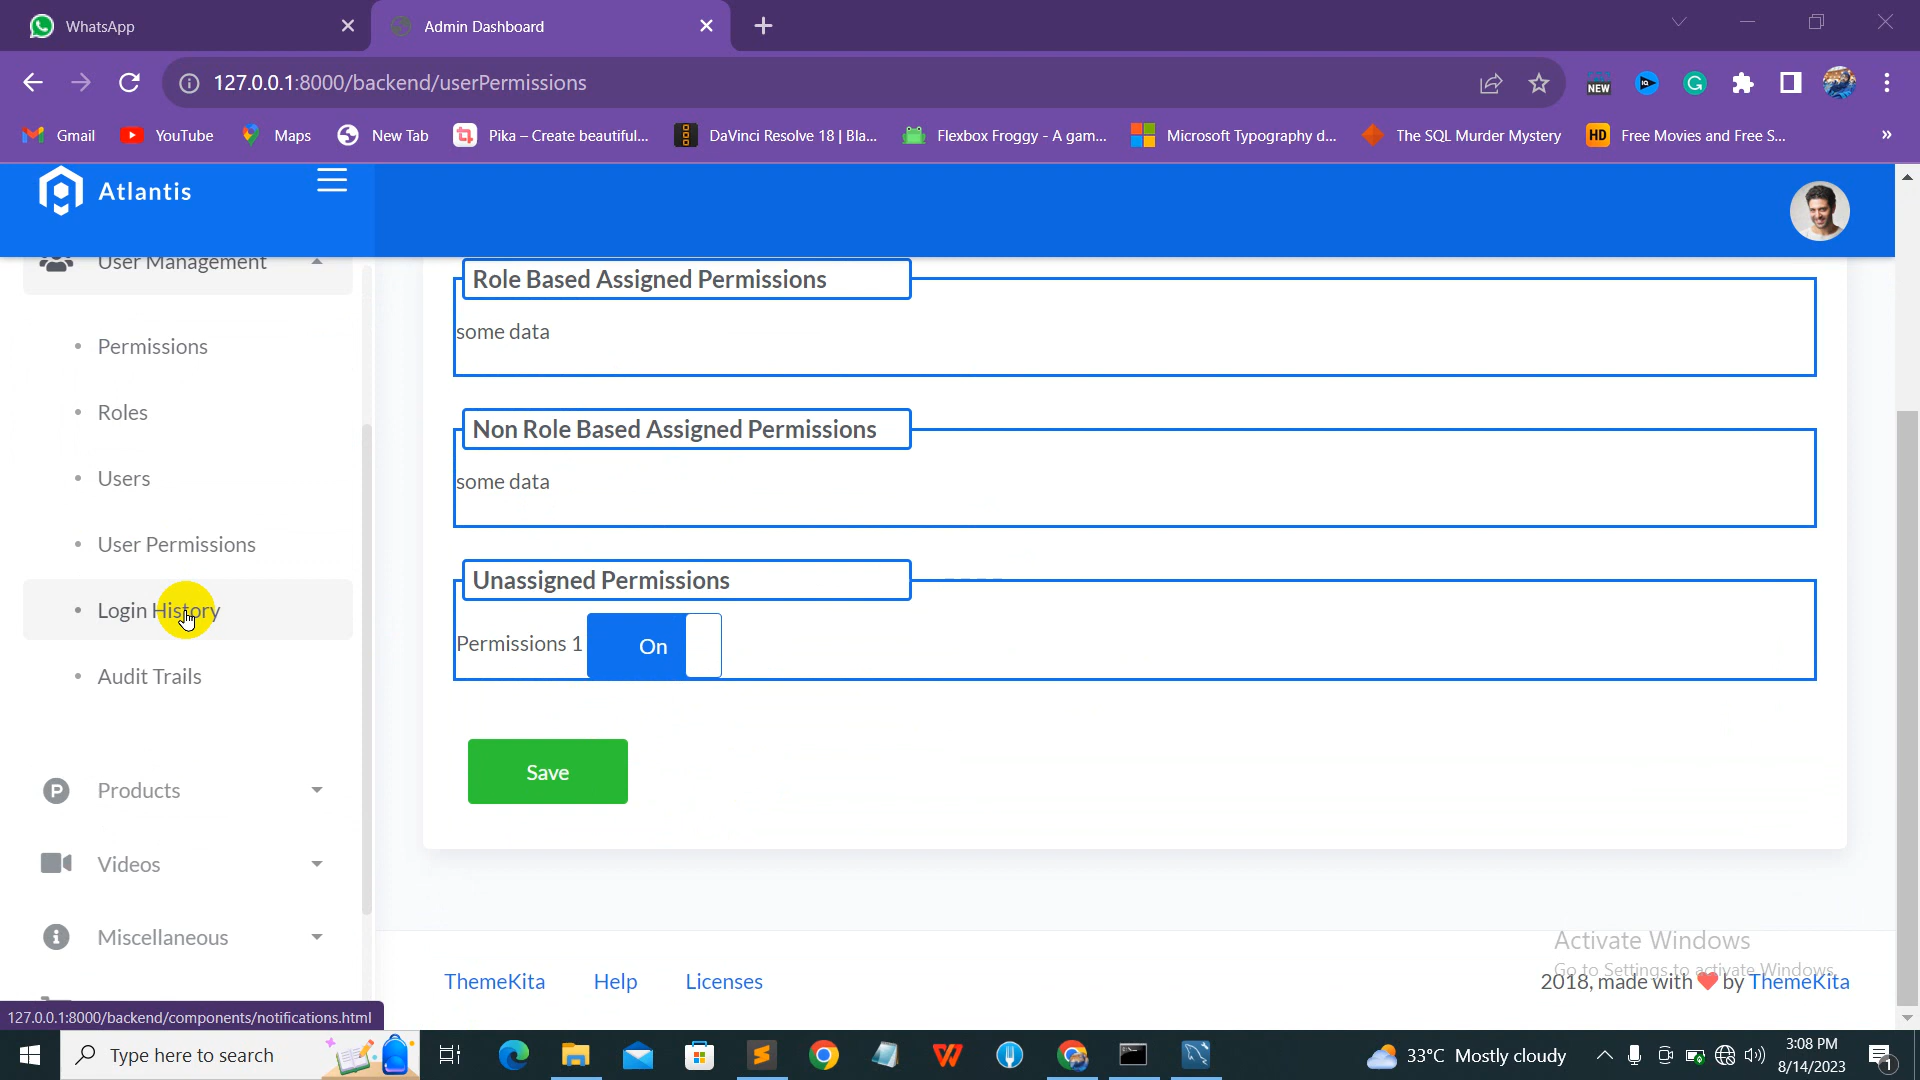 WhatsApp
Admin Dashboard
127.0.0.1:8000/backend/userPermissions
NEW
Gmail
YouTube
Maps
New Tab
Pika – Create beautiful...
DaVinci Resolve 18 | Bla...
Flexbox Froggy - A gam...
Microsoft Typography d...
The SQL Murder Mystery
HD
Free Movies and Free S...
»
Atlantis
User Management
• Permissions
• Roles
• Users
• User Permissions
• Login History
• Audit Trails
Products
Videos
Miscellaneous
Role Based Assigned Permissions
some data
Non Role Based Assigned Permissions
some data
Unassigned Permissions
Permissions 1 On
Save
ThemeKita
Help
Licenses
Activate Windows
Go to Settings to activate Windows.
2018, made with by ThemeKita
127.0.0.1:8000/backend/components/notifications.html
Type here to search
33°C Mostly cloudy
3:08 PM
8/14/2023
1